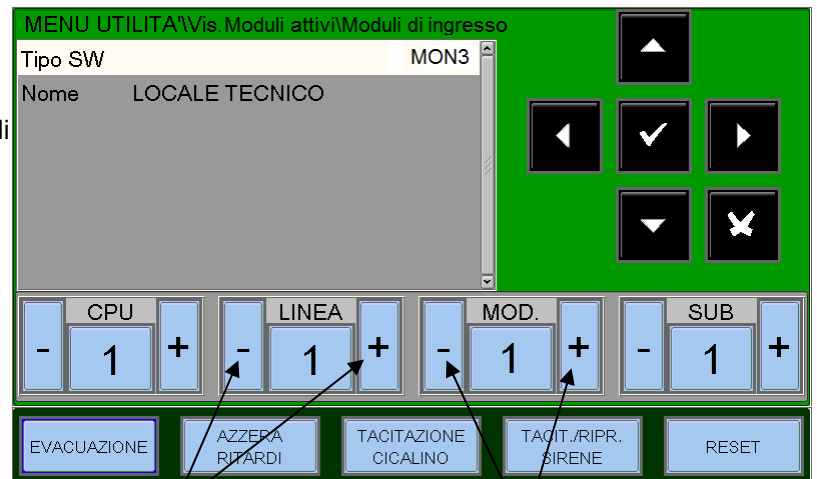 MENU UTILITA'\Vis.Moduli attivi\Moduli di ingresso
Tipo SW MON3
Nome LOCALE TECNICO
li
CPU LINEA MOD. SUB
- 1 + - 1 + - 1 + - 1 +
EVACUAZIONE AZZERA RITARDI TACITAZIONE CICALINO TACIT./RIPR. SIRENE RESET